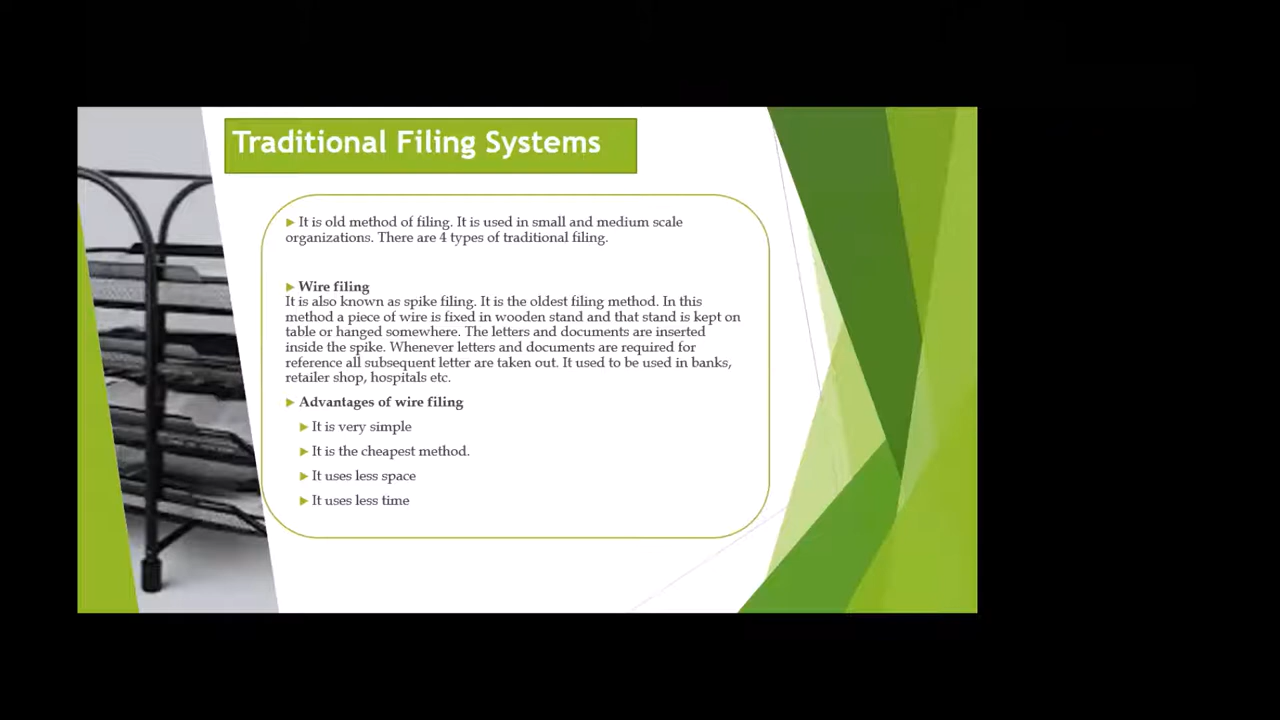 Traditional Filing Systems
It is old method of filing. It is used in small and medium scale
organizations. There are 4 types of traditional filing.
Wire filing
It is also known as spike filing. It is the oldest filing method. In this
method a piece of wire is fixed in wooden stand and that stand is kept on
table or hanged somewhere. The letters and documents are inserted
inside the spike. Whenever letters and documents are required for
reference all subsequent letter are taken out. It used to be used in banks,
retailer shop, hospitals etc.
Advantages of wire filing
It is very simple
It is the cheapest method.
It uses less space
It uses less time